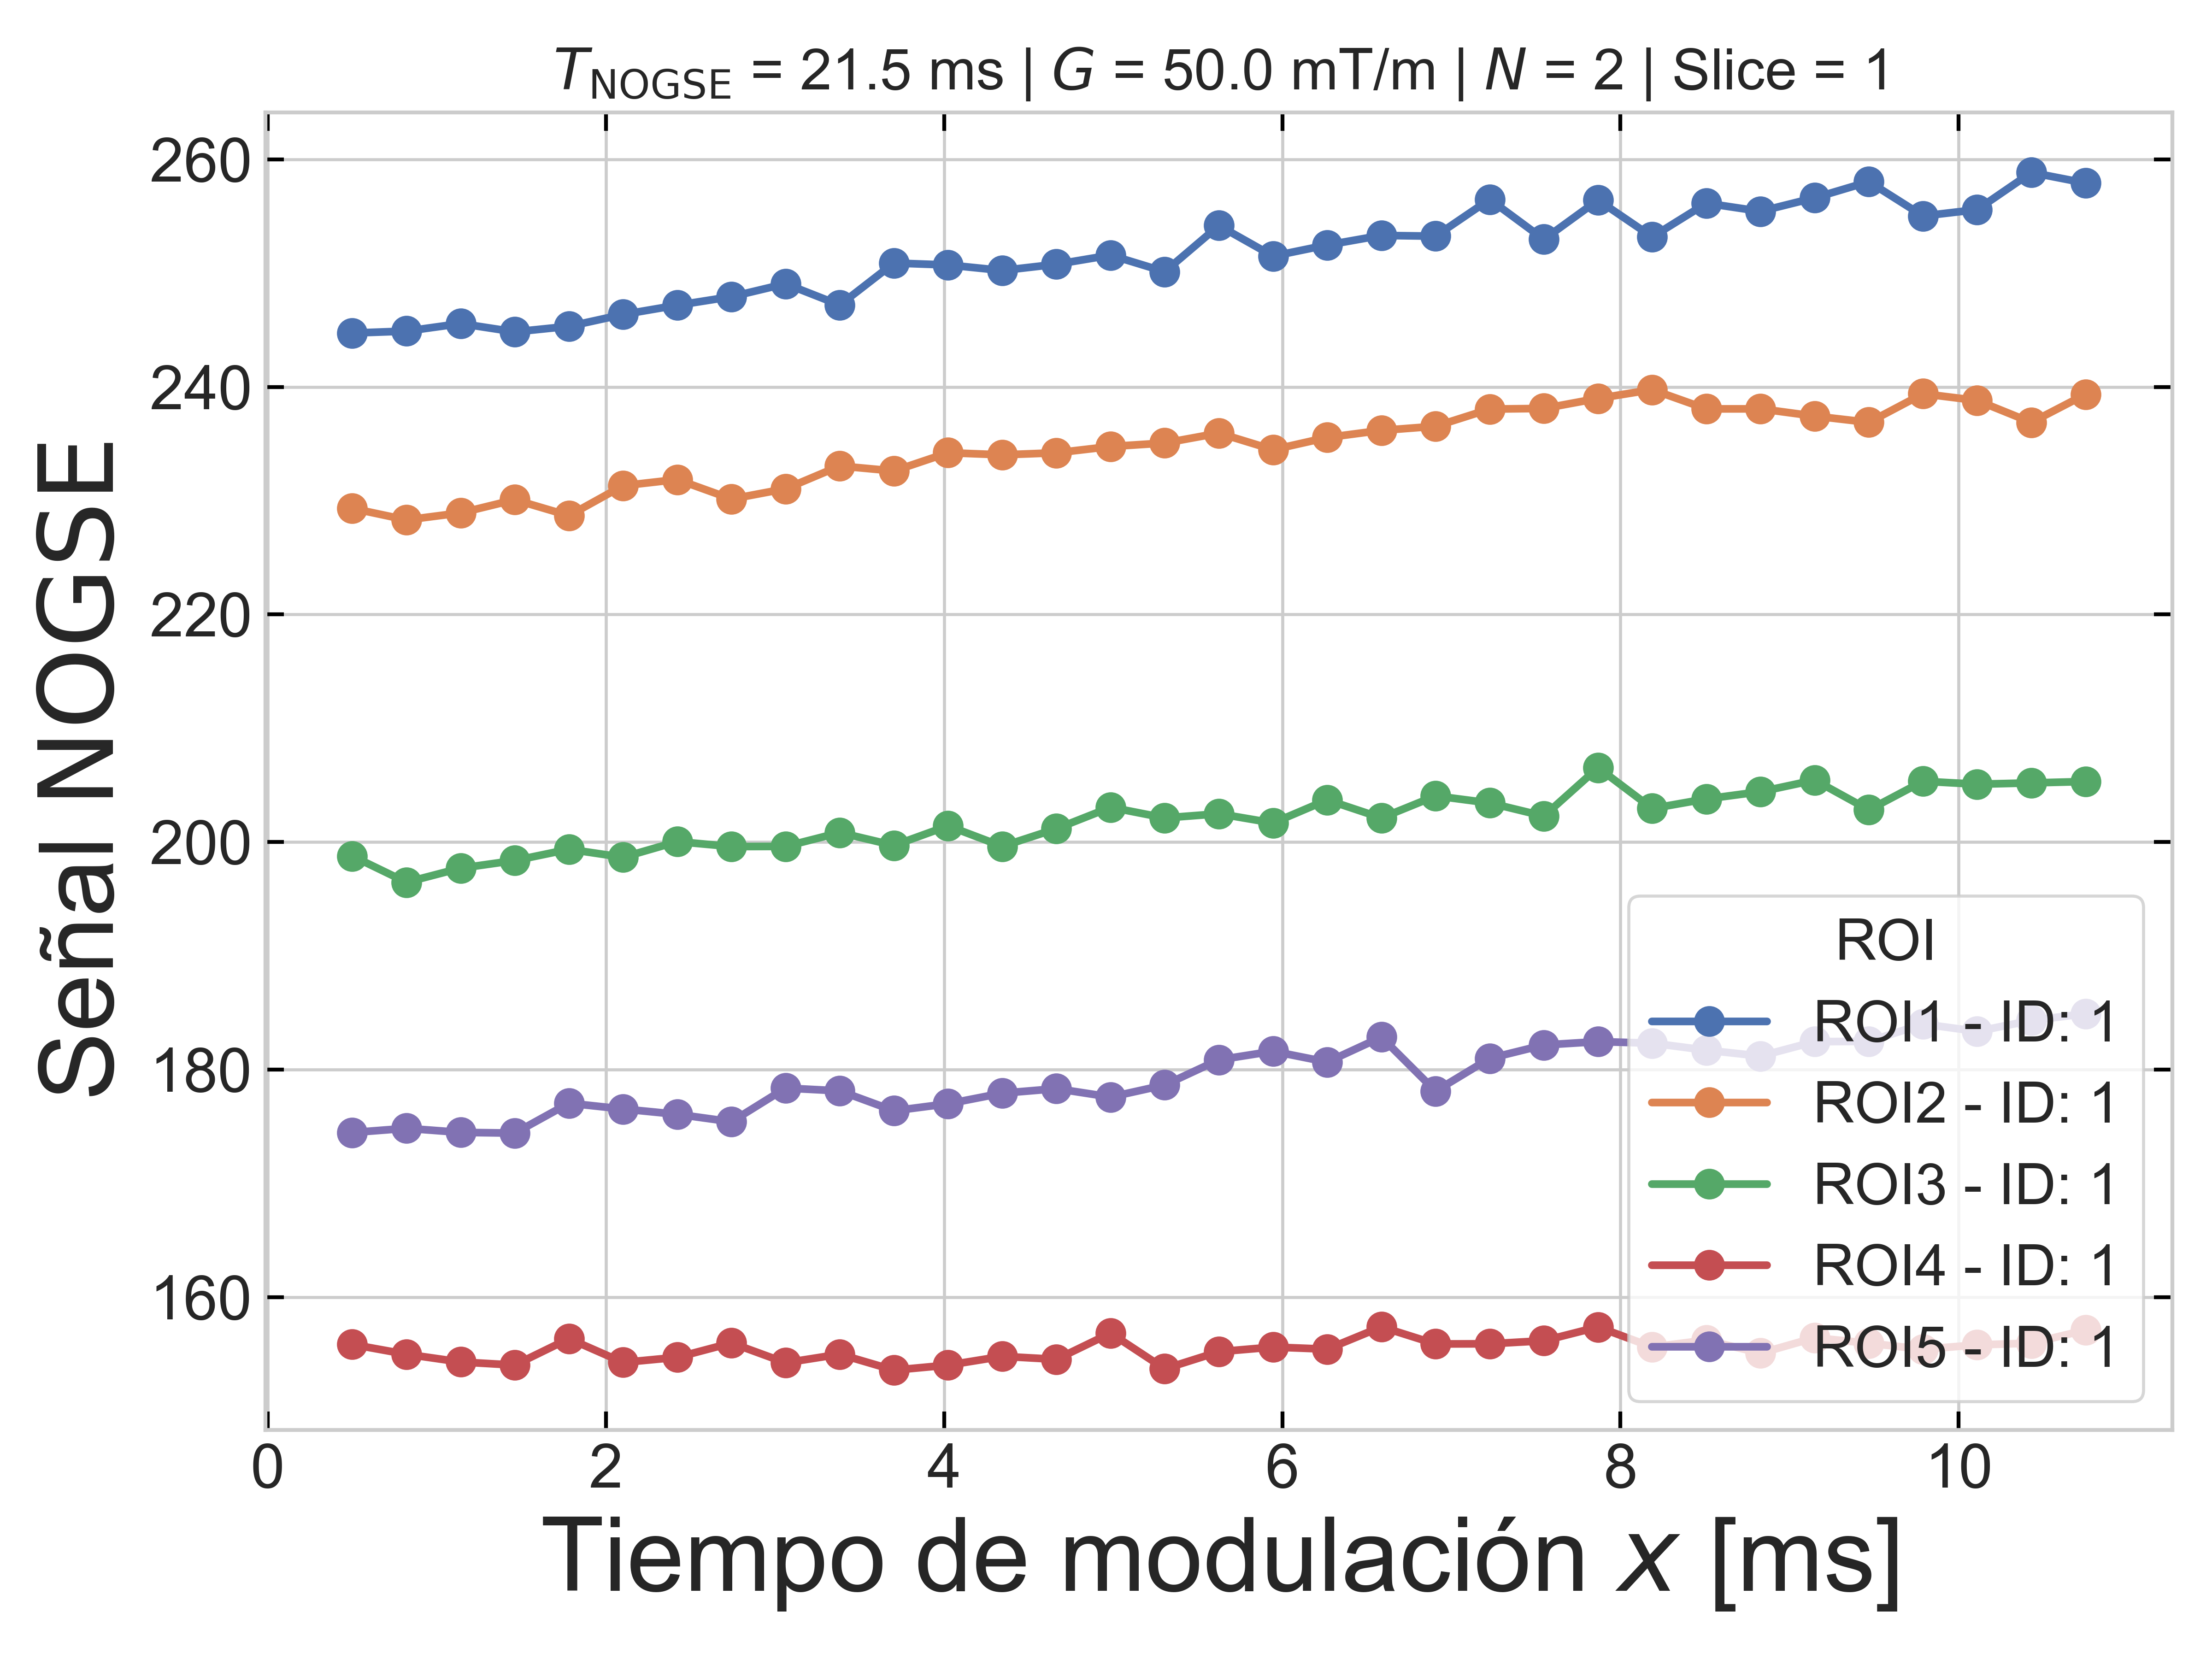 T_NOGSE = 21.5 ms | G = 50.0 mT/m | N = 2 | Slice = 1
260
240
220
200
180
160
Señal NOGSE
ROI
ROI1 - ID: 1
ROI2 - ID: 1
ROI3 - ID: 1
ROI4 - ID: 1
ROI5 - ID: 1
0 2 4 6 8 10
Tiempo de modulación x [ms]